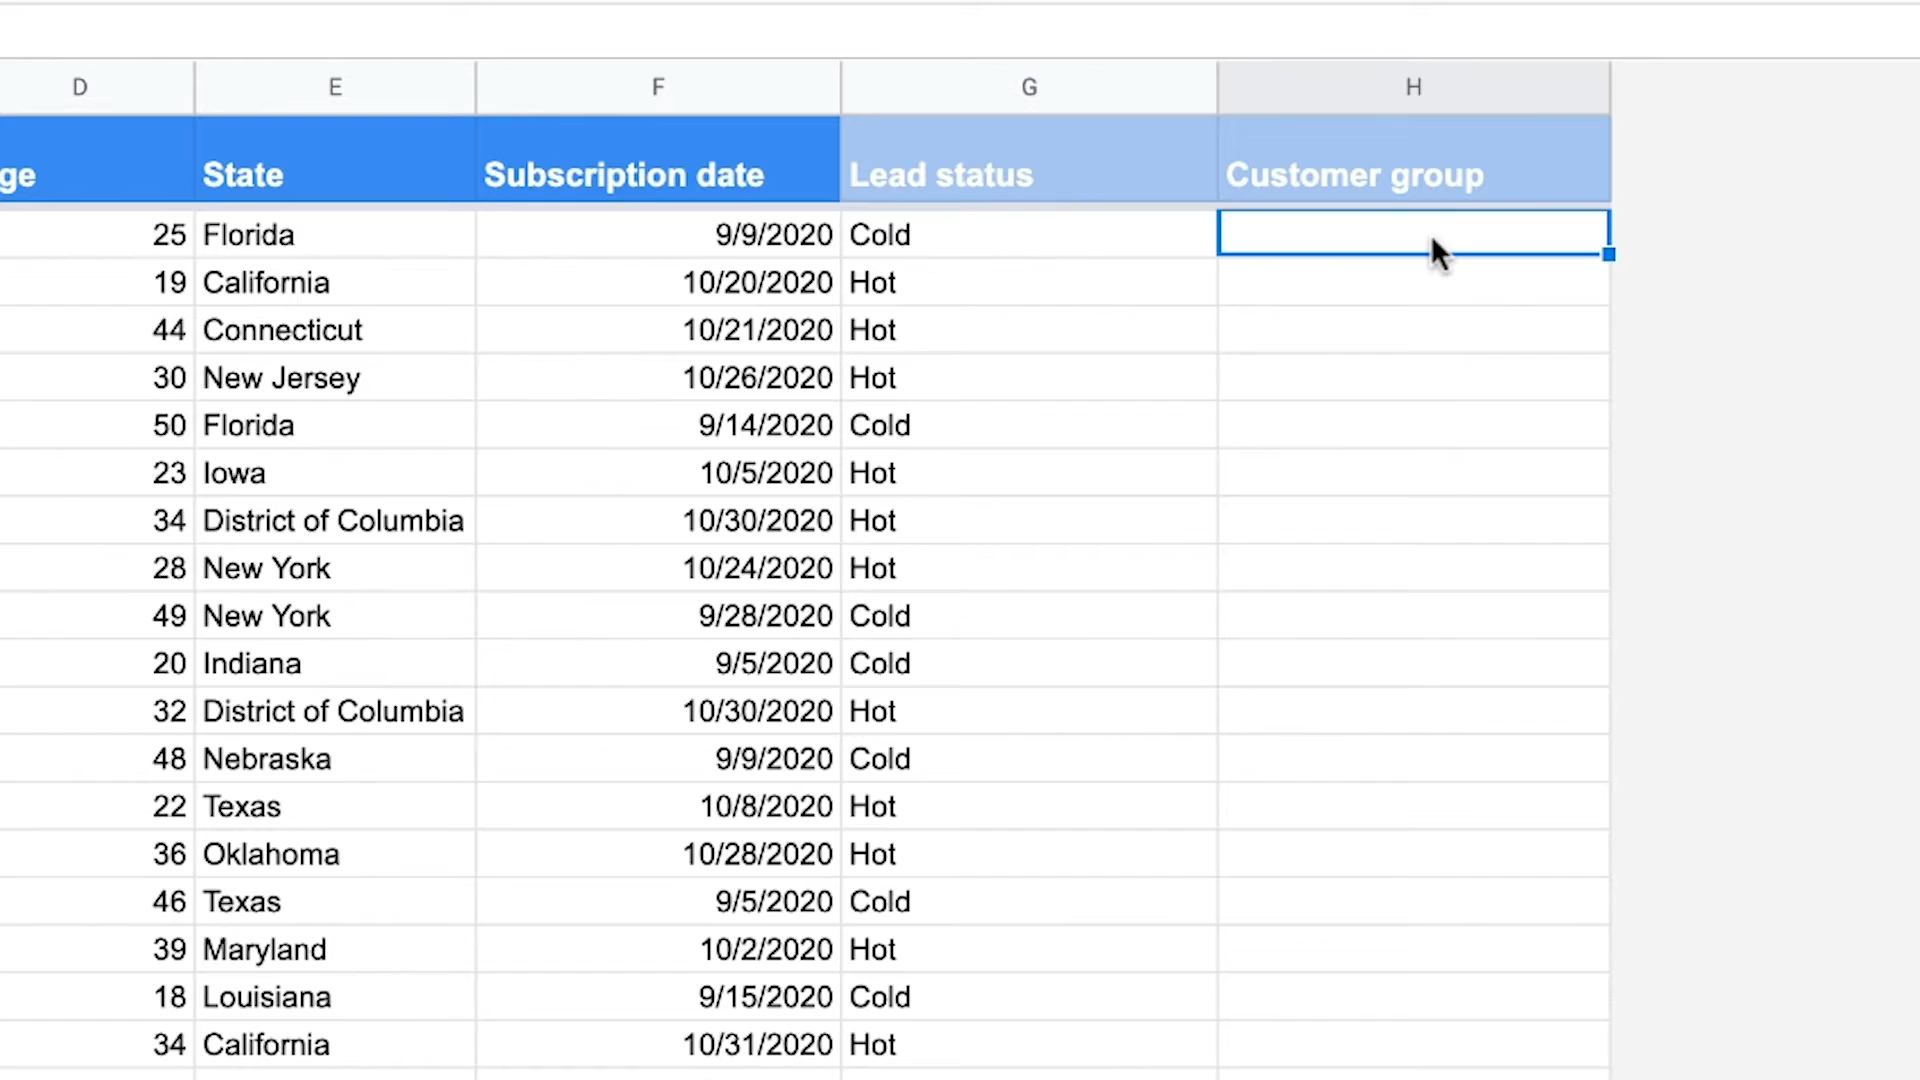 D E F G H
ge State Subscription date Lead status Customer group
25 Florida 9/9/2020 Cold
19 California 10/20/2020 Hot
44 Connecticut 10/21/2020 Hot
30 New Jersey 10/26/2020 Hot
50 Florida 9/14/2020 Cold
23 Iowa 10/5/2020 Hot
34 District of Columbia 10/30/2020 Hot
28 New York 10/24/2020 Hot
49 New York 9/28/2020 Cold
20 Indiana 9/5/2020 Cold
32 District of Columbia 10/30/2020 Hot
48 Nebraska 9/9/2020 Cold
22 Texas 10/8/2020 Hot
36 Oklahoma 10/28/2020 Hot
46 Texas 9/5/2020 Cold
39 Maryland 10/2/2020 Hot
18 Louisiana 9/15/2020 Cold
34 California 10/31/2020 Hot